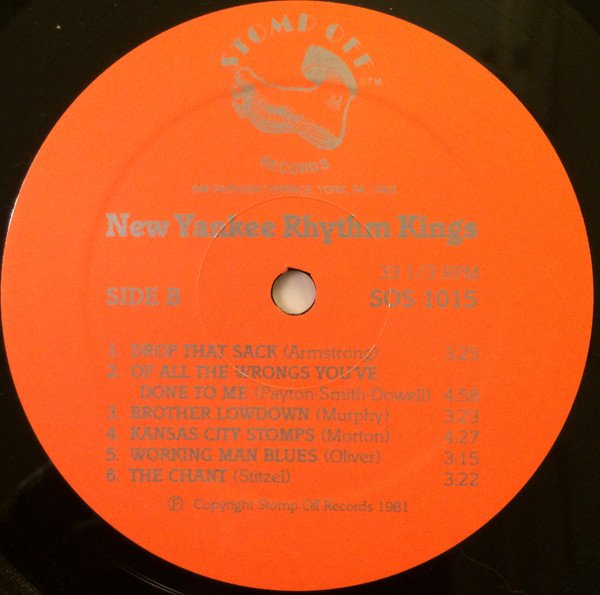 STOMP OFF
TM
RECORDS
TERRACE, YORK, PA.
New Yankee Rhythm Kings
33 1/3 RPM
SIDE B SOS 1015
1. DROP THAT SACK (Armstrong) 3:25
2. OF ALL THE WRONGS YOU'VE
DONE TO ME (Payton-Smith-Dowell) 4:58
3. BROTHER LOWDOWN (Murphy) 3:23
4. KANSAS CITY STOMPS (Morton) 4:27
5. WORKING MAN BLUES (Oliver) 3.15
6. THE CHANT (Stitzel) 3:22
Ⓟ Copyright Stomp Off Records 1981